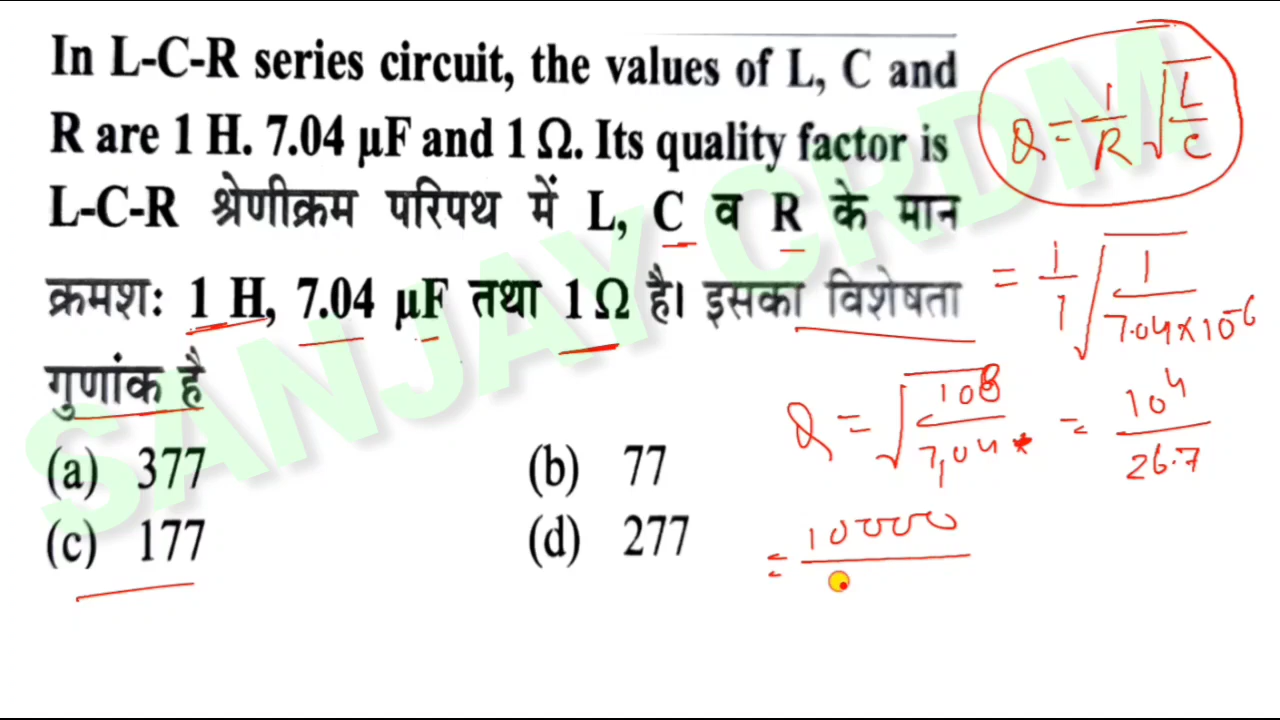 In L-C-R series circuit, the values of L, C and
R are 1 H. 7.04 µF and 1 Ω. Its quality factor is
L-C-R श्रेणीक्रम परिपथ में L, C व R के मान
क्रमशः 1 H, 7.04 µF तथा 1 Ω है। इसका विशेषता
गुणांक है
(a) 377
(b) 77
(c) 177
(d) 277
Q = 1/R √L/C
= 1/1 √1/7.04×10-6
Q = √108/7,04 = 104/26.7
= 10000
SANJAY CRDM